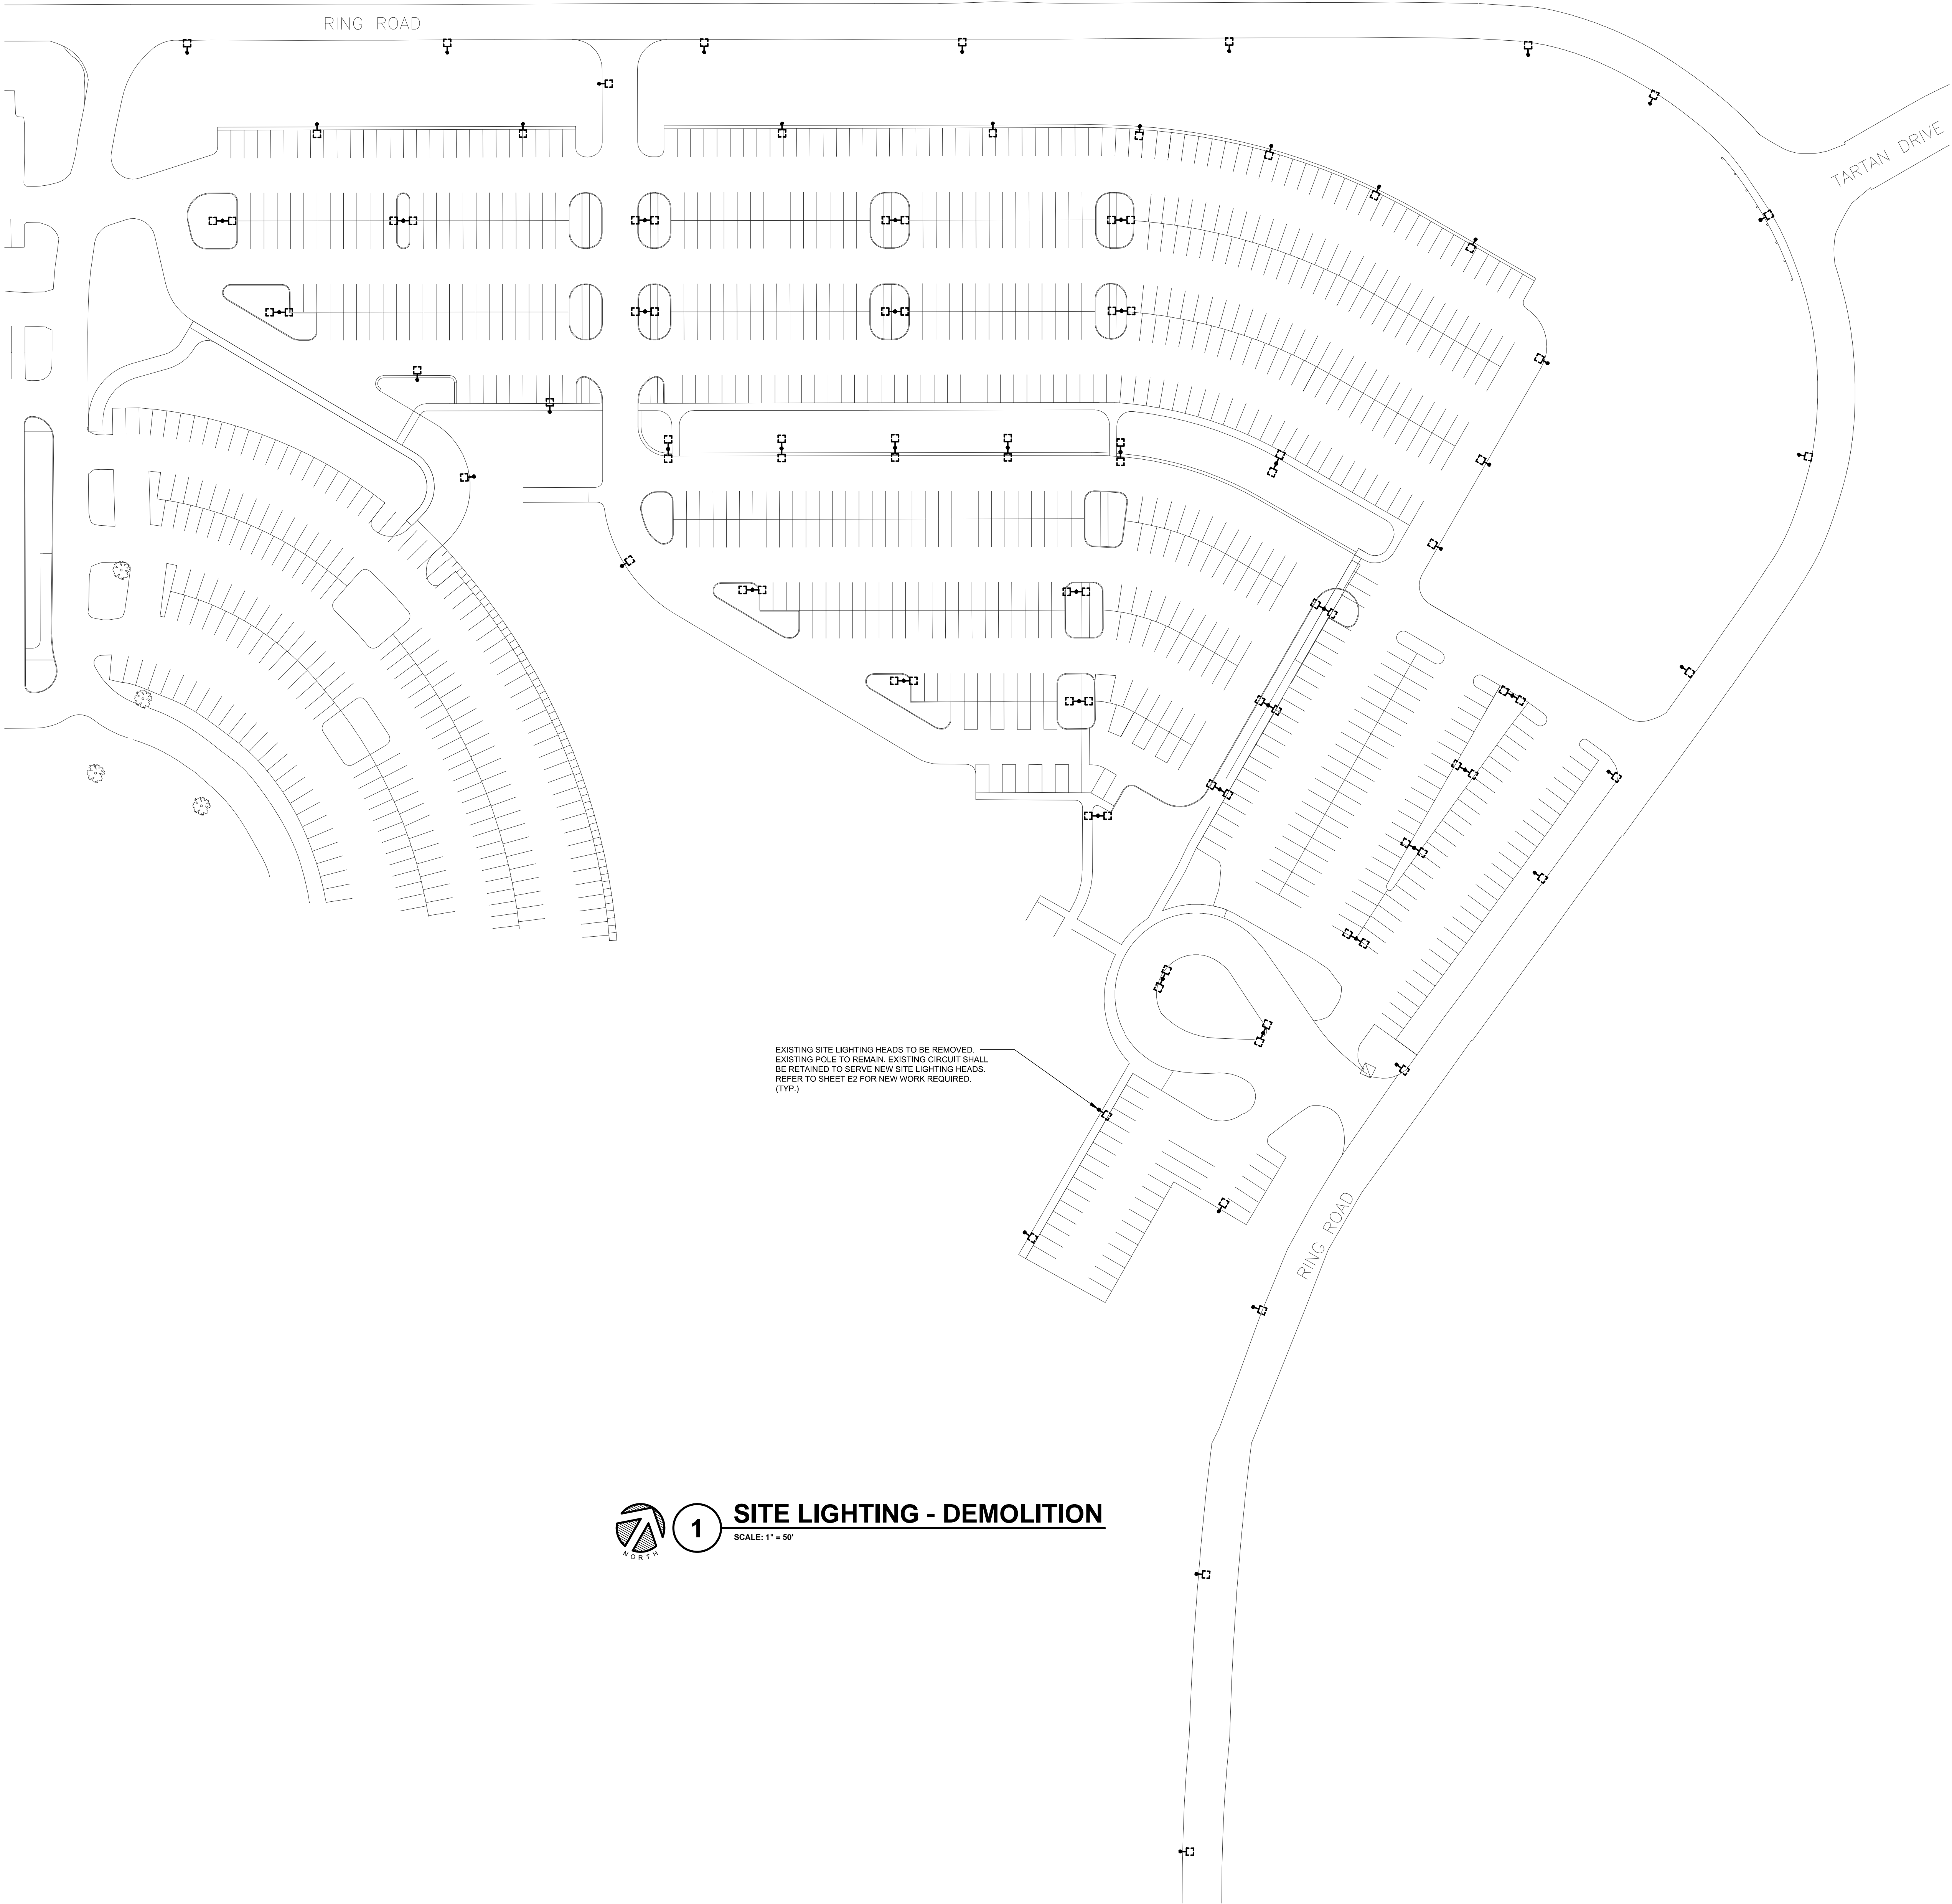 RING ROAD
TARTAN DRIVE
EXISTING SITE LIGHTING HEADS TO BE REMOVED.
EXISTING POLE TO REMAIN. EXISTING CIRCUIT SHALL
BE RETAINED TO SERVE NEW SITE LIGHTING HEADS.
REFER TO SHEET E2 FOR NEW WORK REQUIRED.
(TYP.)
RING ROAD
NORTH
1
SITE LIGHTING - DEMOLITION
SCALE: 1" = 50'